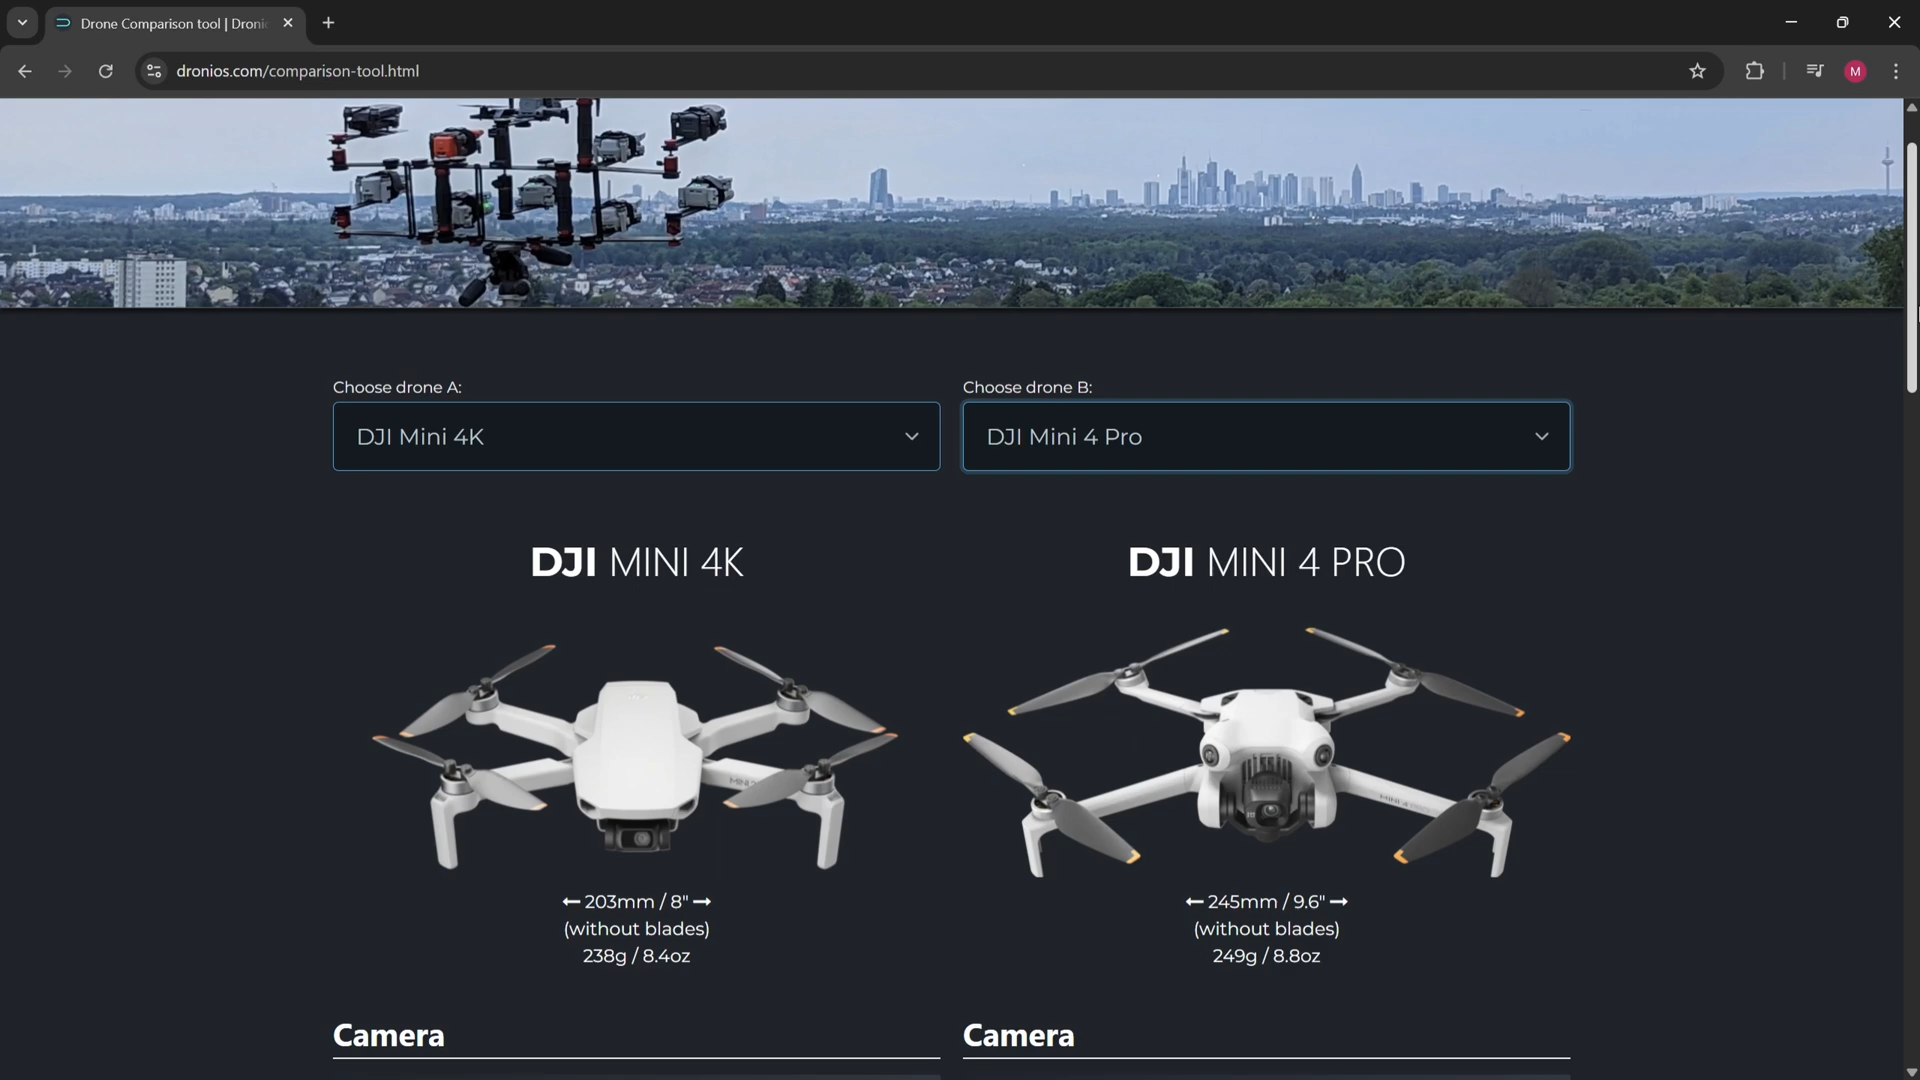 Drone Comparison tool | Droni
dronios.com/comparison-tool.html
M
Choose drone A:
DJI Mini 4K
Choose drone B:
DJI Mini 4 Pro
DJI MINI 4K
DJI MINI 4 PRO
203mm / 8"
(without blades)
238g / 8.4oz
245mm / 9.6"
(without blades)
249g / 8.8oz
Camera
Camera